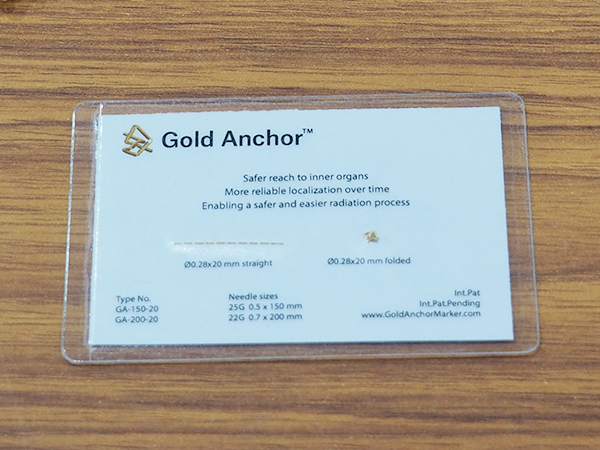 Gold Anchor™
Safer reach to inner organs
More reliable localization over time
Enabling a safer and easier radiation process
Ø0.28x20 mm straight
Ø0.28x20 mm folded
Type No.
GA-150-20
GA-200-20
Needle sizes
25G 0.5 x 150 mm
22G 0.7 x 200 mm
Int.Pat
Int.Pat.Pending
www.GoldAnchorMarker.com